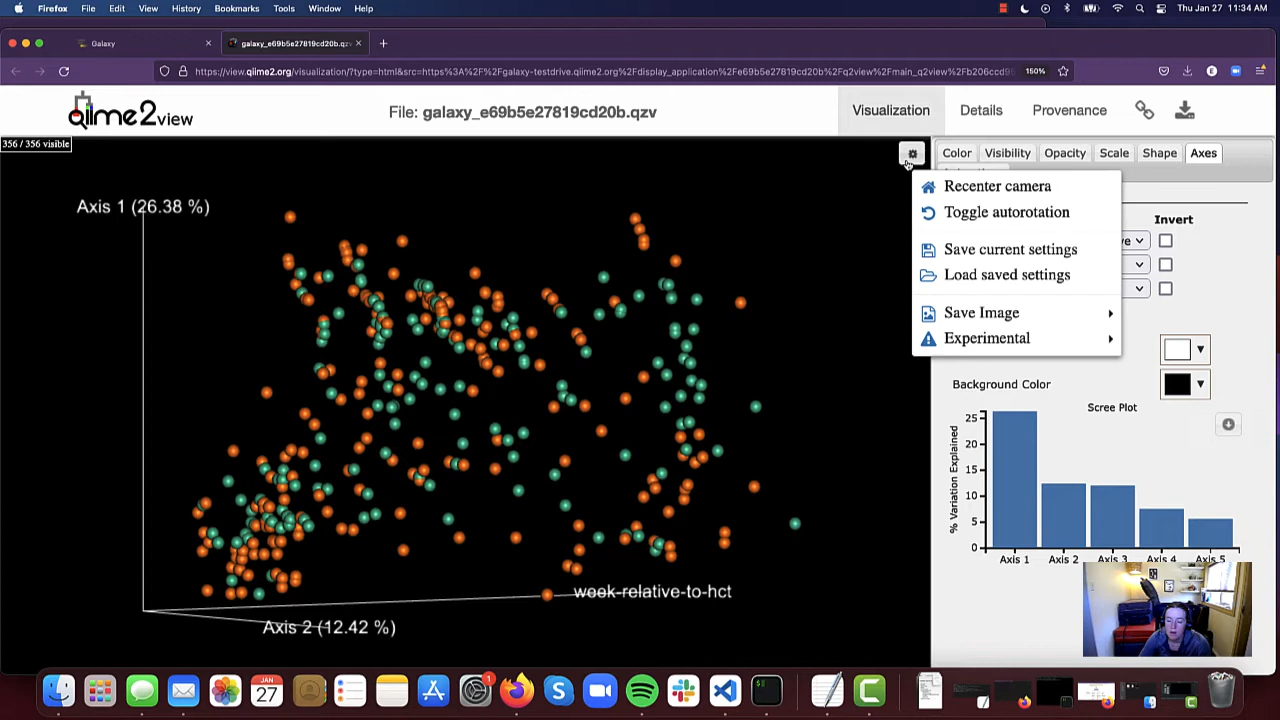 Firefox File Edit View History Bookmarks Tools Window Help Thu Jan 27 11:34 AM
Galaxy galaxy_e69b5e27819cd20b.qzv
https://view.qiime2.org/visualization/?type=html&src=https%3A%2F%2Fgalaxy-testdrive.qiime2.org%2Fdisplay_application%2Fe69b5e27819cd20b%2Fq2view%2Fmain_q2view%2Fb206ccd95 150%
qiime2view File: galaxy_e69b5e27819cd20b.qzv Visualization Details Provenance
356 / 356 visible
Color Visibility Opacity Scale Shape Axes
Recenter camera
Toggle autorotation
Save current settings
Load saved settings
Save Image
Experimental
Invert
Axis 1 (26.38 %)
week-relative-to-hct
Axis 2 (12.42 %)
Background Color
Scree Plot
% Variation Explained
25
20
15
10
5
0
Axis 1 Axis 2 Axis 3 Axis 4 Axis 5
JAN
27
1